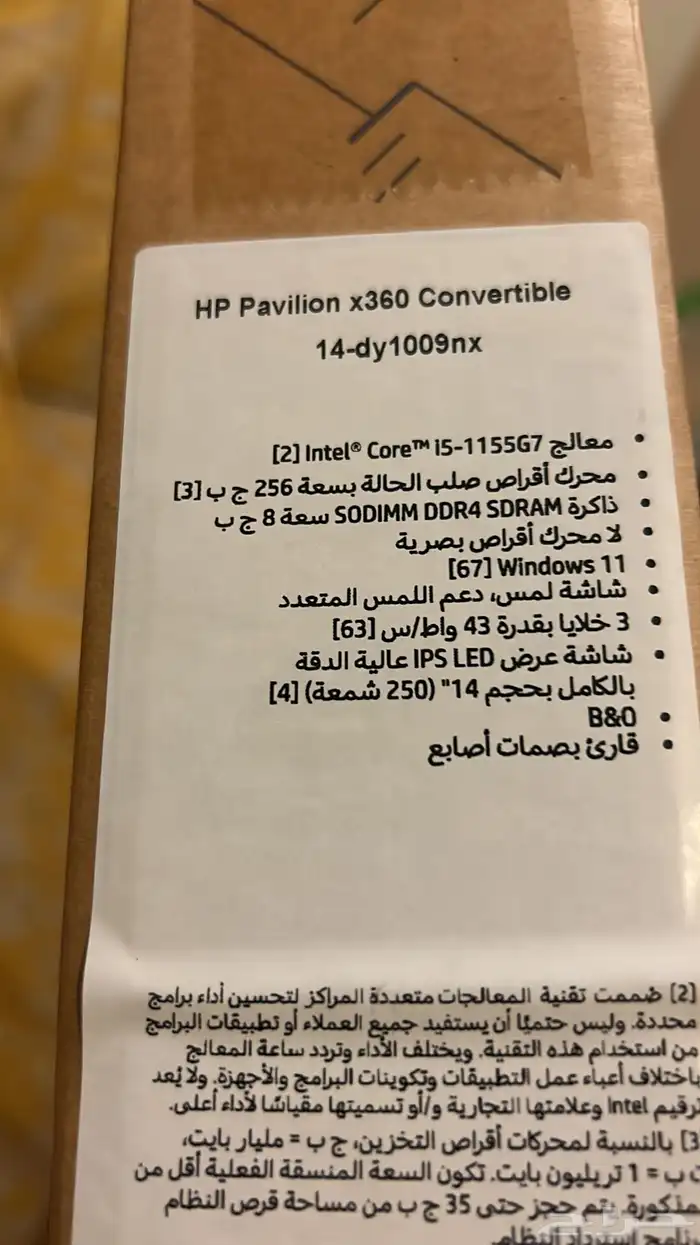 HP Pavilion x360 Convertible
14-dy1009nx
• معالج Intel® Core™ i5-1155G7 [2]
• محرك أقراص صلب الحالة بسعة 256 ج ب [3]
• ذاكرة SODIMM DDR4 SDRAM سعة 8 ج ب
• لا محرك أقراص بصرية
• Windows 11 [67]
• شاشة لمس، دعم اللمس المتعدد
• 3 خلايا بقدرة 43 واط/س [63]
• شاشة عرض IPS LED عالية الدقة
بالكامل بحجم 14" (250 شمعة) [4]
• B&O
• قارئ بصمات أصابع
[2] صُممت تقنية المعالجات متعددة المراكز لتحسين أداء برامج
محددة. وليس حتميًا أن يستفيد جميع العملاء أو تطبيقات البرامج
من استخدام هذه التقنية. ويختلف الأداء وتردد ساعة المعالج
باختلاف أعباء عمل التطبيقات وتكوينات البرامج والأجهزة. ولا يُعد
ترقيم Intel وعلامتها التجارية و/أو تسميتها مقياسًا لأداء أعلى.
[3] بالنسبة لمحركات أقراص التخزين، ج ب = مليار بايت،
ت ب = 1 تريليون بايت. تكون السعة المنسقة الفعلية أقل من
مذكورة. يتم حجز حتى 35 ج ب من مساحة قرص النظام
برنامج استرداد النظام.